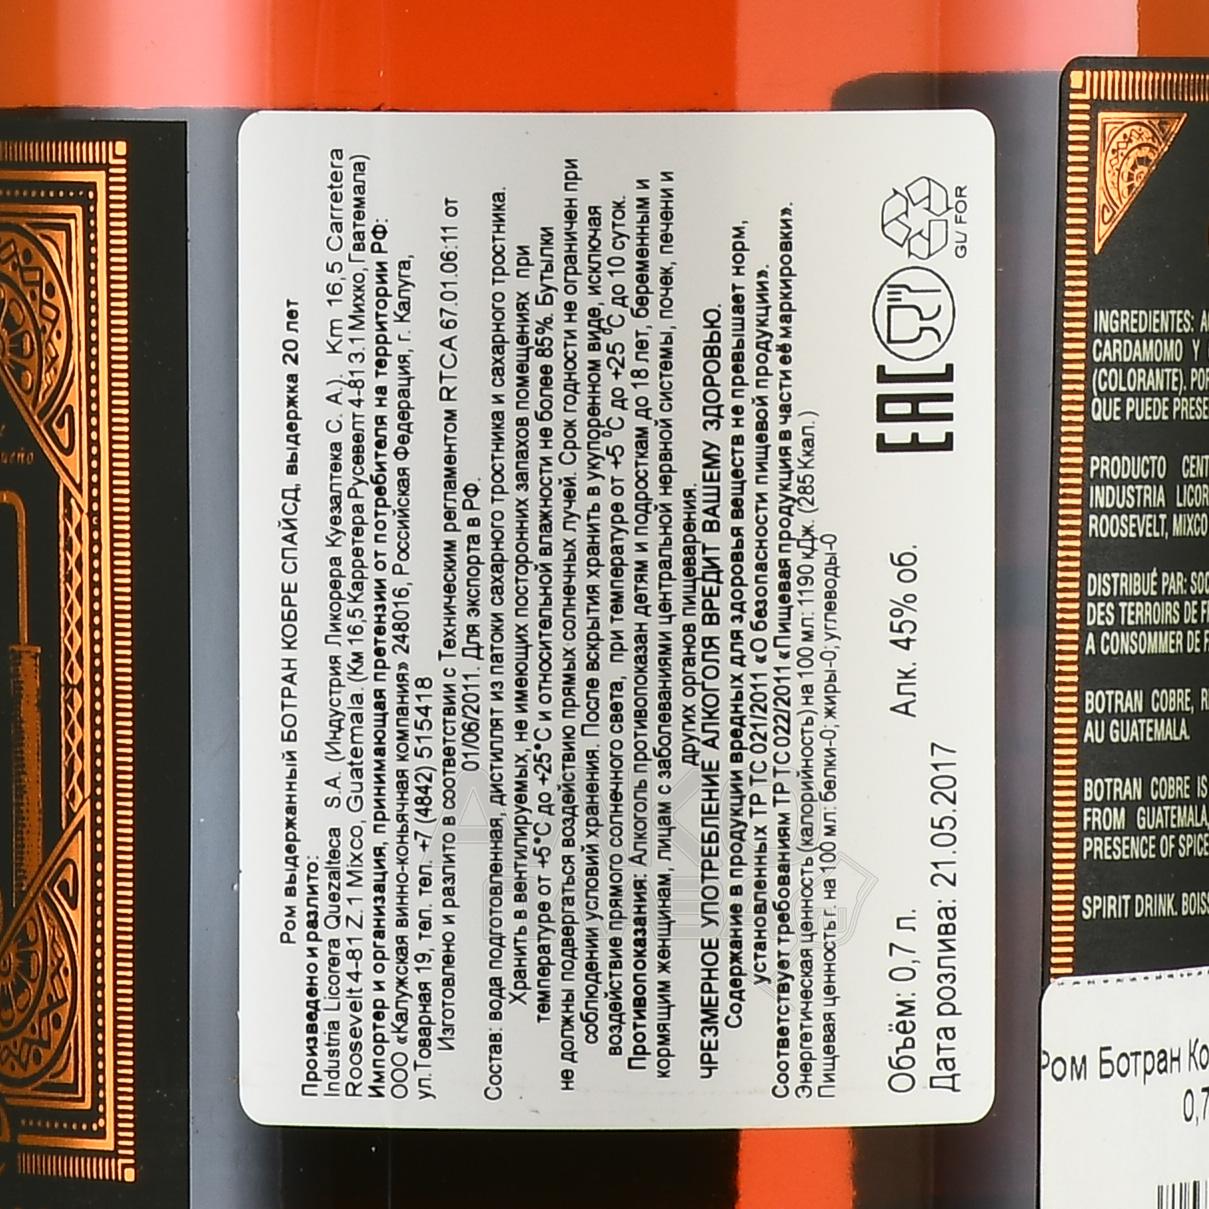 Ром выдержанный БОТРАН КОБРЕ СПАЙСД, выдержка 20 лет
Произведено и разлито:
Industria Licorera Quezalteca S.A. (Индустрия Ликорера Куезалтека С. А.). Km 16,5 Carretera
Roosevelt 4-81 Z. 1 Mixco, Guatemala. (Км 16,5 Карретера Русевелт 4-81 З.1 Михко, Гватемала)
Импортер и организация, принимающая претензии от потребителя на территории РФ:
ООО «Калужская винно-коньячная компания» 248016, Российская Федерация, г. Калуга,
ул.Товарная 19, тел. тел. +7 (4842) 515418
Изготовлено и разлито в соответствии с Техническим регламентом RTCA 67.01.06:11 от
01/06/2011. Для экспорта в РФ.
Состав: вода подготовленная, дистиллят из патоки сахарного тростника и сахарного тростника.
Хранить в вентилируемых, не имеющих посторонних запахов помещениях при
температуре от +5°С до +25°С и относительной влажности не более 85%. Бутылки
не должны подвергаться воздействию прямых солнечных лучей. Срок годности не ограничен при
соблюдении условий хранения. После вскрытия хранить в укупоренном виде, исключая
воздействие прямого солнечного света, при температуре от +5°С до +25°С до 10 суток.
Противопоказания: Алкоголь противопоказан детям и подросткам до 18 лет, беременным и
кормящим женщинам, лицам с заболеваниями центральной нервной системы, почек, печени и
других органов пищеварения.
ЧРЕЗМЕРНОЕ УПОТРЕБЛЕНИЕ АЛКОГОЛЯ ВРЕДИТ ВАШЕМУ ЗДОРОВЬЮ.
Содержание в продукции вредных для здоровья веществ не превышает норм,
установленных ТР ТС 021/2011 «О безопасности пищевой продукции».
Соответствует требованиям ТР ТС 022/2011 «Пищевая продукция в части её маркировки».
Энергетическая ценность (калорийность) на 100 мл: 1190 кДж. (285 Ккал.)
Пищевая ценность г. на 100 мл: белки-0; жиры-0; углеводы-0
Объём: 0,7 л. Алк. 45% об.
Дата розлива: 21.05.2017
EAC
GL/ FOR
INGREDIENTES:
CARDAMOMO Y
(COLORANTE). POR
QUE PUEDE PRESE
PRODUCTO CENT
INDUSTRIA LICOR
ROOSEVELT, MIXCO
DISTRIBUÉ PAR: SOC
DES TERROIRS DE F
A CONSOMMER DE
BOTRAN COBRE, R
AU GUATEMALA.
BOTRAN COBRE IS
FROM GUATEMALA,
PRESENCE OF SPICE
SPIRIT DRINK. BOISS
Ром Ботран Ко
0,7